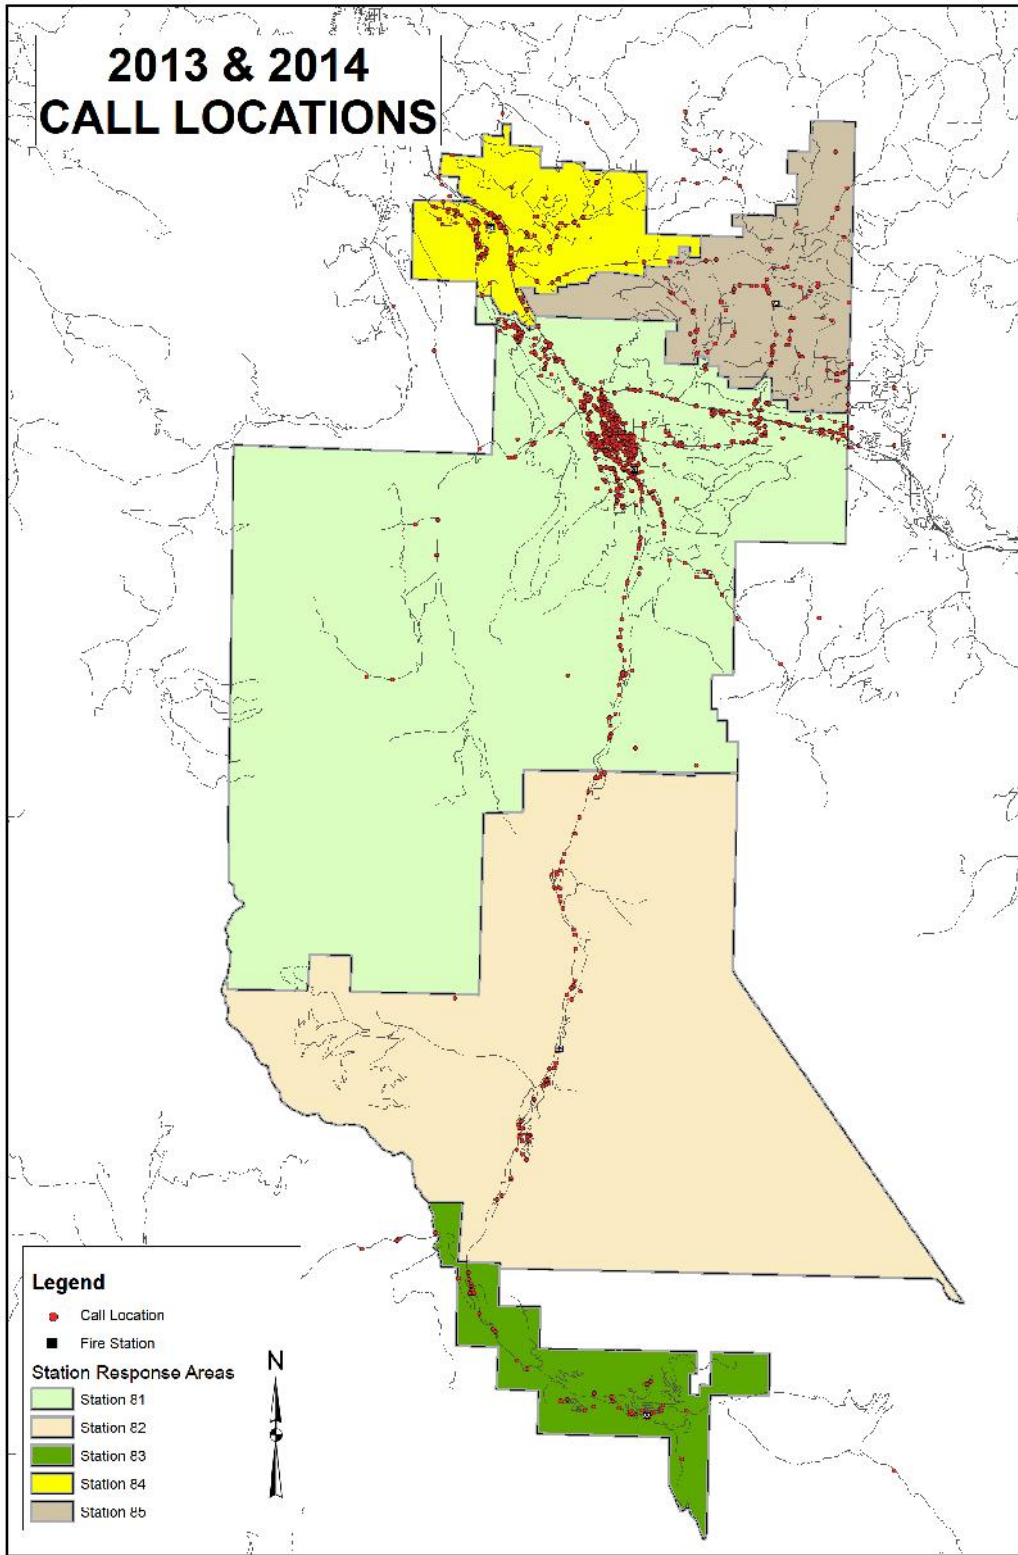 2013 & 2014
CALL LOCATIONS
Legend
Call Location
Fire Station
Station Response Areas
Station 81
Station 82
Station 83
Station 84
Station 85
N